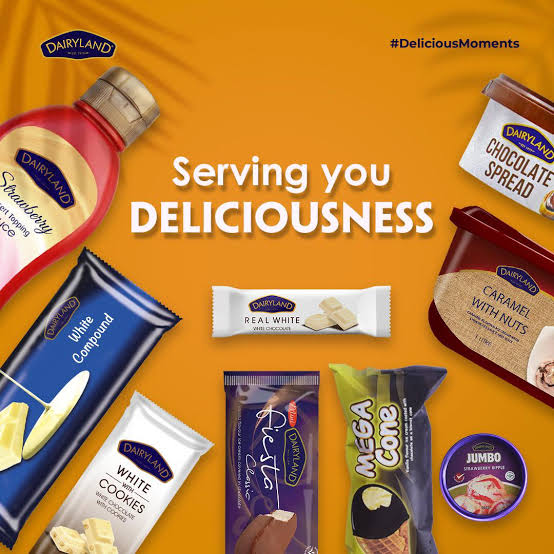 DAIRYLAND
#DeliciousMoments
Serving you
DELICIOUSNESS
DAIRYLAND
Strawberry
DAIRYLAND
CHOCOLATE
SPREAD
DAIRYLAND
CARAMEL
WITH NUTS
DAIRYLAND
REAL WHITE
WHITE CHOCOLATE
DAIRYLAND
White
Compound
DAIRYLAND
WHITE
WITH
COOKIES
WHITE CHOCOLATE
WITH COOKIES
DAIRYLAND
fiesta
Classic
MEGA
Cone
JUMBO
STRAWBERRY RIPPLE